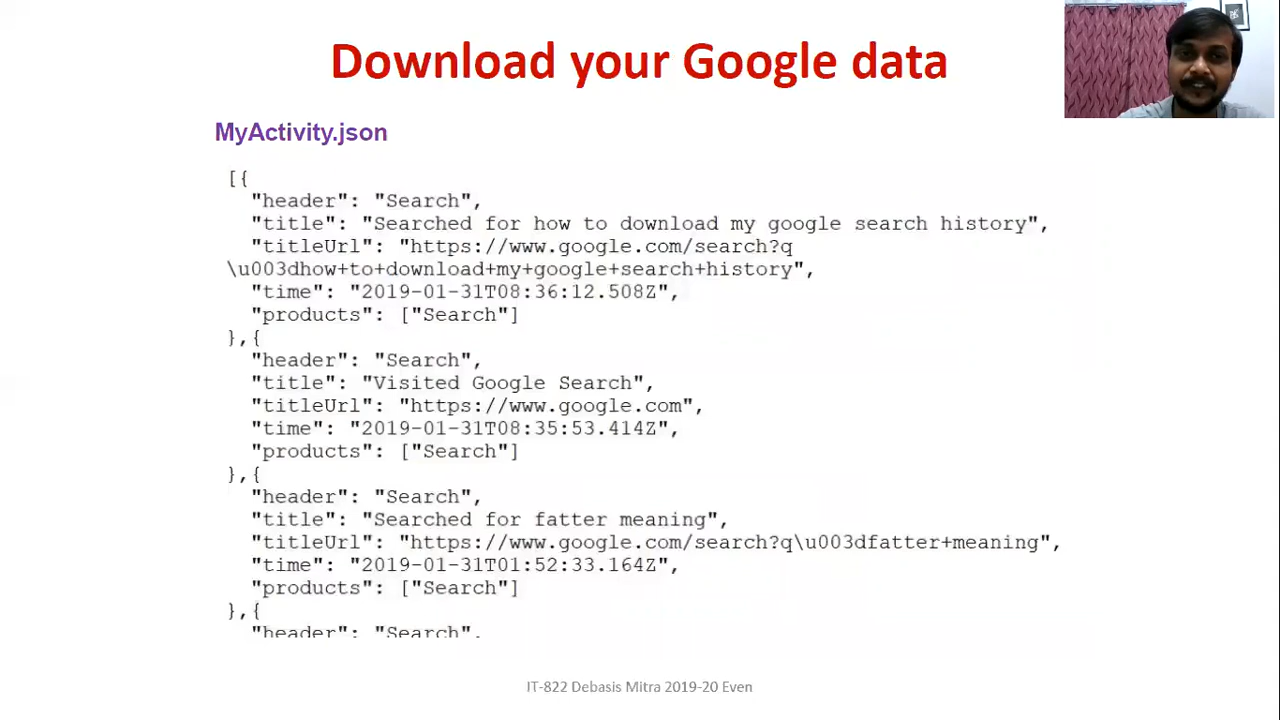 Download your Google data
MyActivity.json
[{
"header": "Search",
"title": "Searched for how to download my google search history",
"titleUrl": "https://www.google.com/search?q
\u003dhow+to+download+my+google+search+history",
"time": "2019-01-31T08:36:12.508Z",
"products": ["Search"]
},{
"header": "Search",
"title": "Visited Google Search",
"titleUrl": "https://www.google.com",
"time": "2019-01-31T08:35:53.414Z",
"products": ["Search"]
},{
"header": "Search",
"title": "Searched for fatter meaning",
"titleUrl": "https://www.google.com/search?q\u003dfatter+meaning",
"time": "2019-01-31T01:52:33.164Z",
"products": ["Search"]
},{
"header": "Search",
IT-822 Debasis Mitra 2019-20 Even